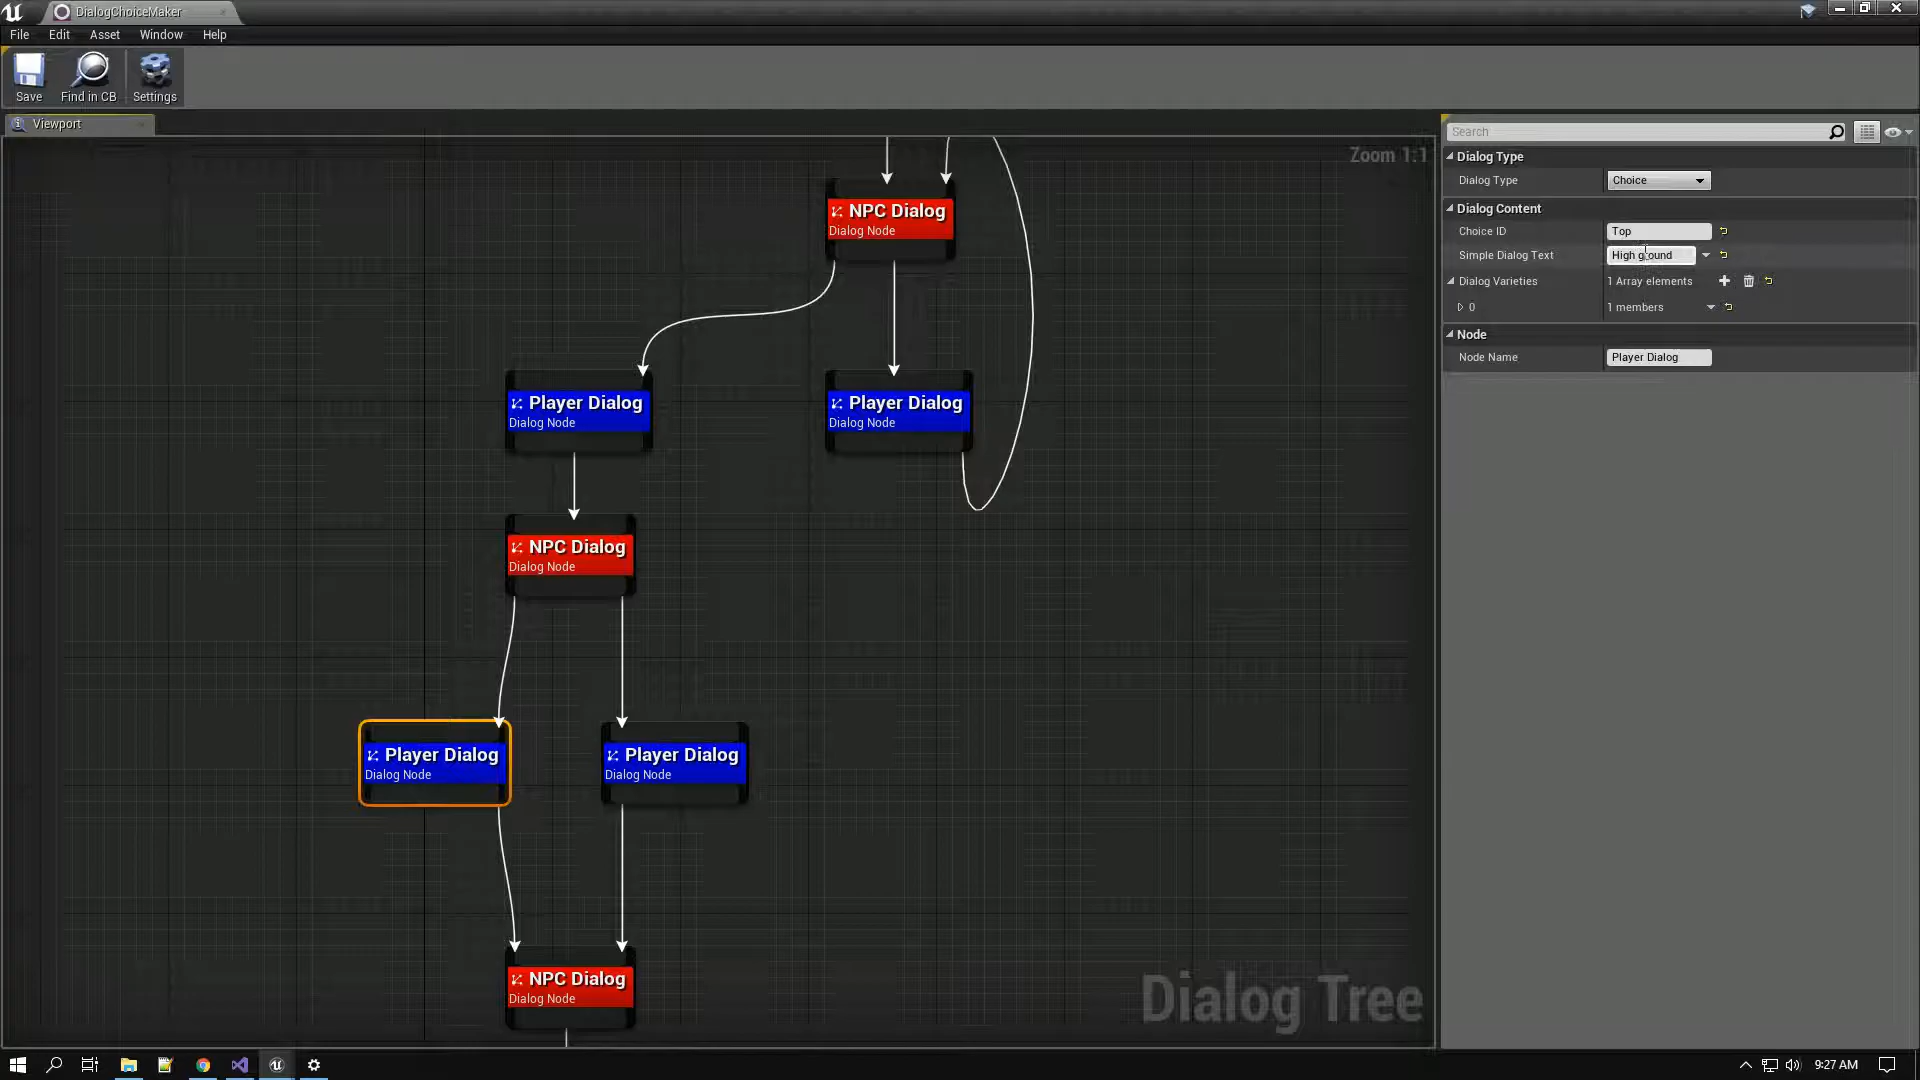 DialogChoiceMaker
File Edit Asset Window Help
Save Find in CB Settings
Viewport
Zoom 1:1
NPC Dialog
Dialog Node
Player Dialog
Dialog Node
Player Dialog
Dialog Node
NPC Dialog
Dialog Node
Player Dialog
Dialog Node
Player Dialog
Dialog Node
NPC Dialog
Dialog Node
Dialog Tree
Search
Dialog Type
Dialog Type Choice
Dialog Content
Choice ID Top
Simple Dialog Text High ground
Dialog Varieties 1 Array elements
0 1 members
Node
Node Name Player Dialog
9:27 AM